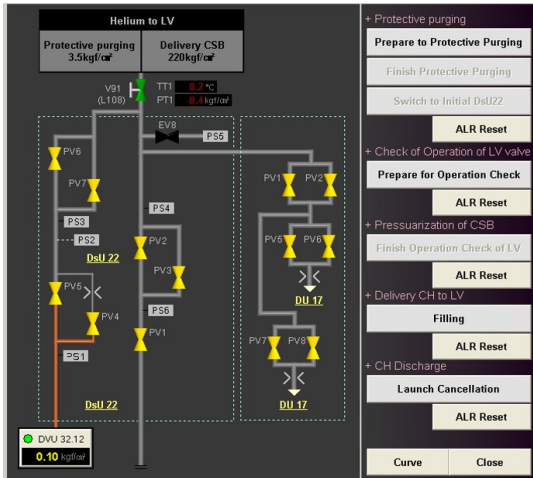 Helium to LV
Protective purging
3.5kgf/cm²
Delivery CSB
220kgf/cm²
V91
(L108)
TT1 0.2 °C
PT1 -0.4 kgf/cm²
EV8
PS5
PV6
PV7
PS3
PS2
DsU 22
PS4
PV2
PV3
PS6
PV1
PV5
PV4
PS1
DsU 22
PV1
PV2
PV5
PV6
DU 17
PV7
PV8
DU 17
DVU 32.12
0.10 kgf/cm²
+ Protective purging
Prepare to Protective Purging
Finish Protective Purging
Switch to Initial DsU22
ALR Reset
+ Check of Operation of LV valve
Prepare for Operation Check
ALR Reset
+ Pressuarization of CSB
Finish Operation Check of LV
ALR Reset
+ Delivery CH to LV
Filling
ALR Reset
+ CH Discharge
Launch Cancellation
ALR Reset
Curve
Close